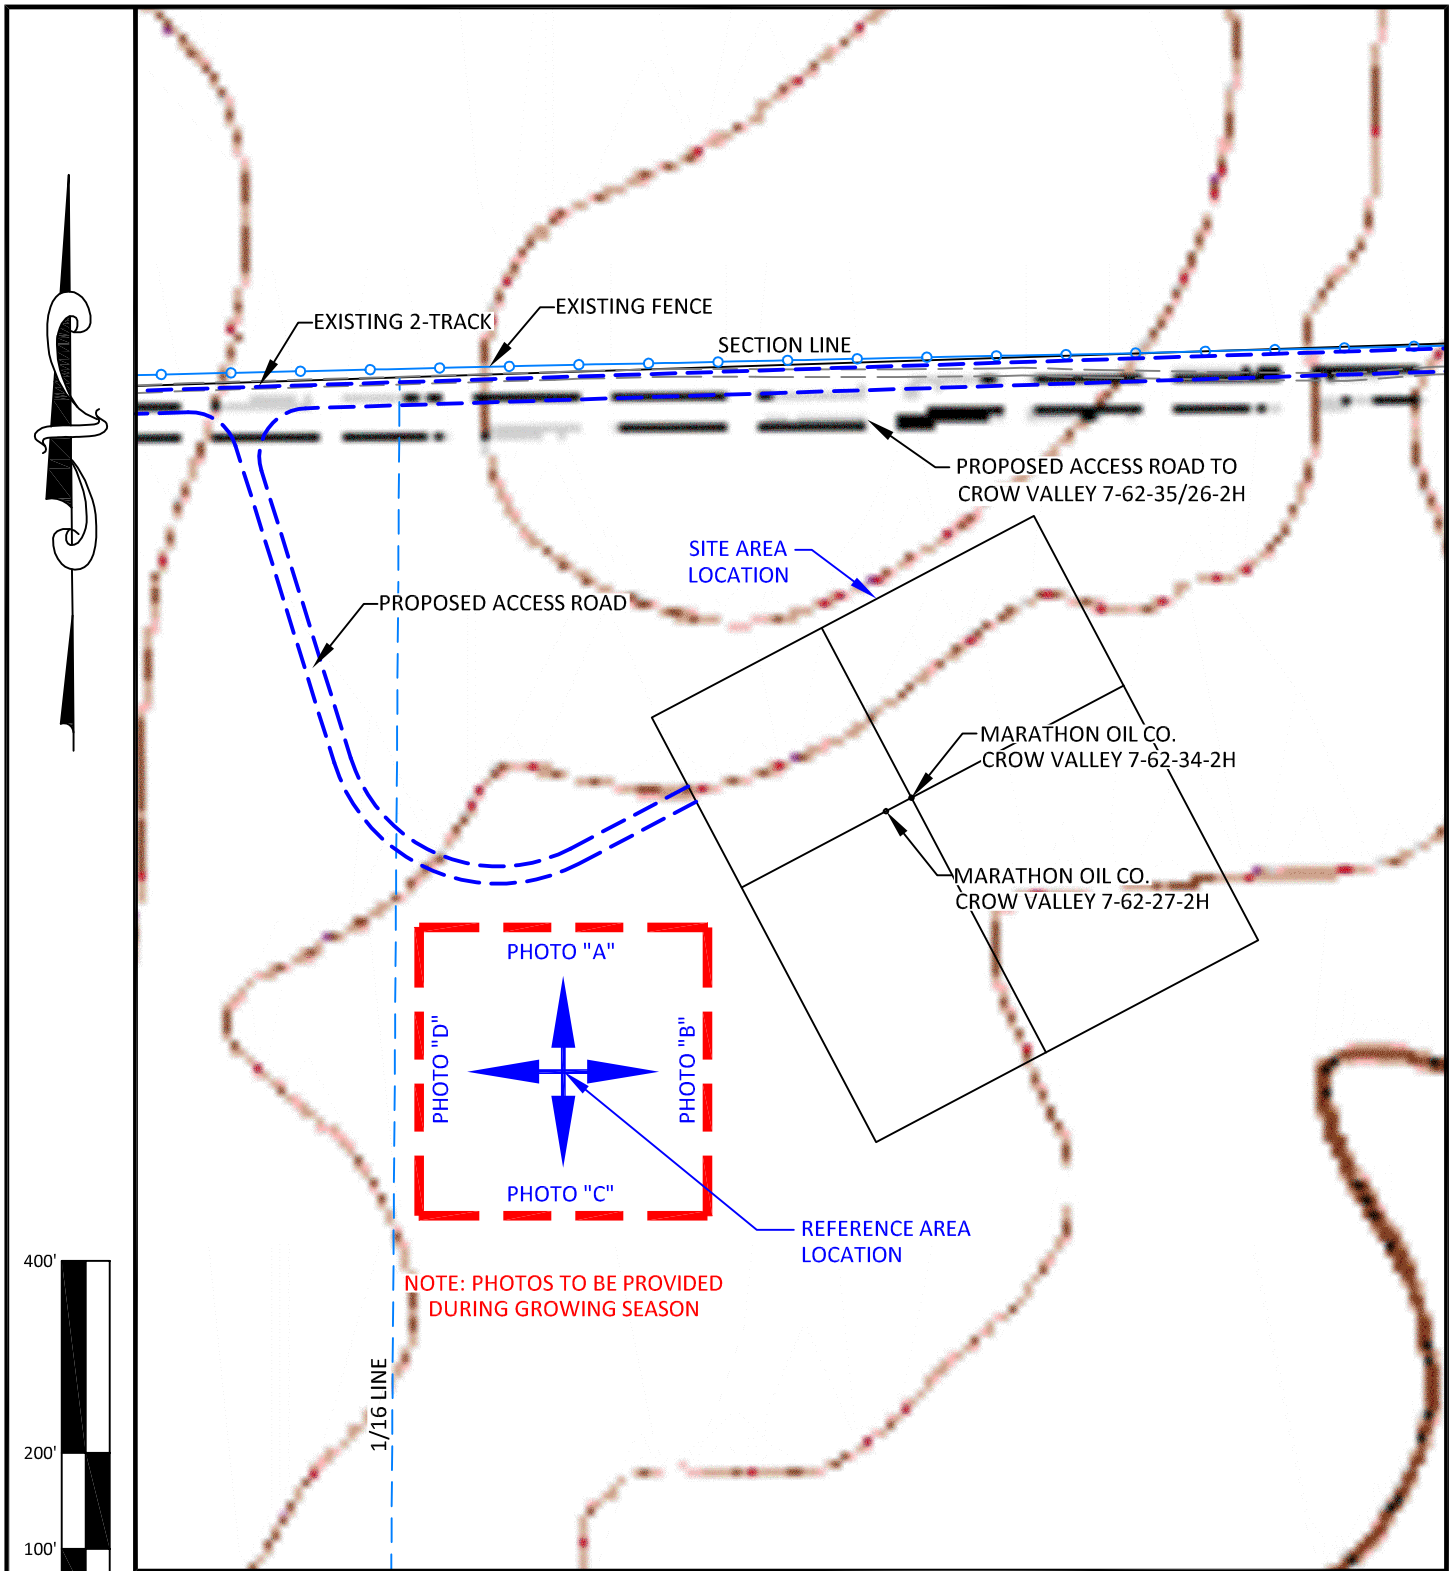 EXISTING FENCE
EXISTING 2-TRACK
SECTION LINE
PROPOSED ACCESS ROAD TO
CROW VALLEY 7-62-35/26-2H
SITE AREA
LOCATION
PROPOSED ACCESS ROAD
MARATHON OIL CO.
CROW VALLEY 7-62-34-2H
MARATHON OIL CO.
CROW VALLEY 7-62-27-2H
PHOTO "A"
PHOTO "D"
PHOTO "B"
PHOTO "C"
REFERENCE AREA
LOCATION
NOTE: PHOTOS TO BE PROVIDED
DURING GROWING SEASON
1/16 LINE
400'
200'
100'